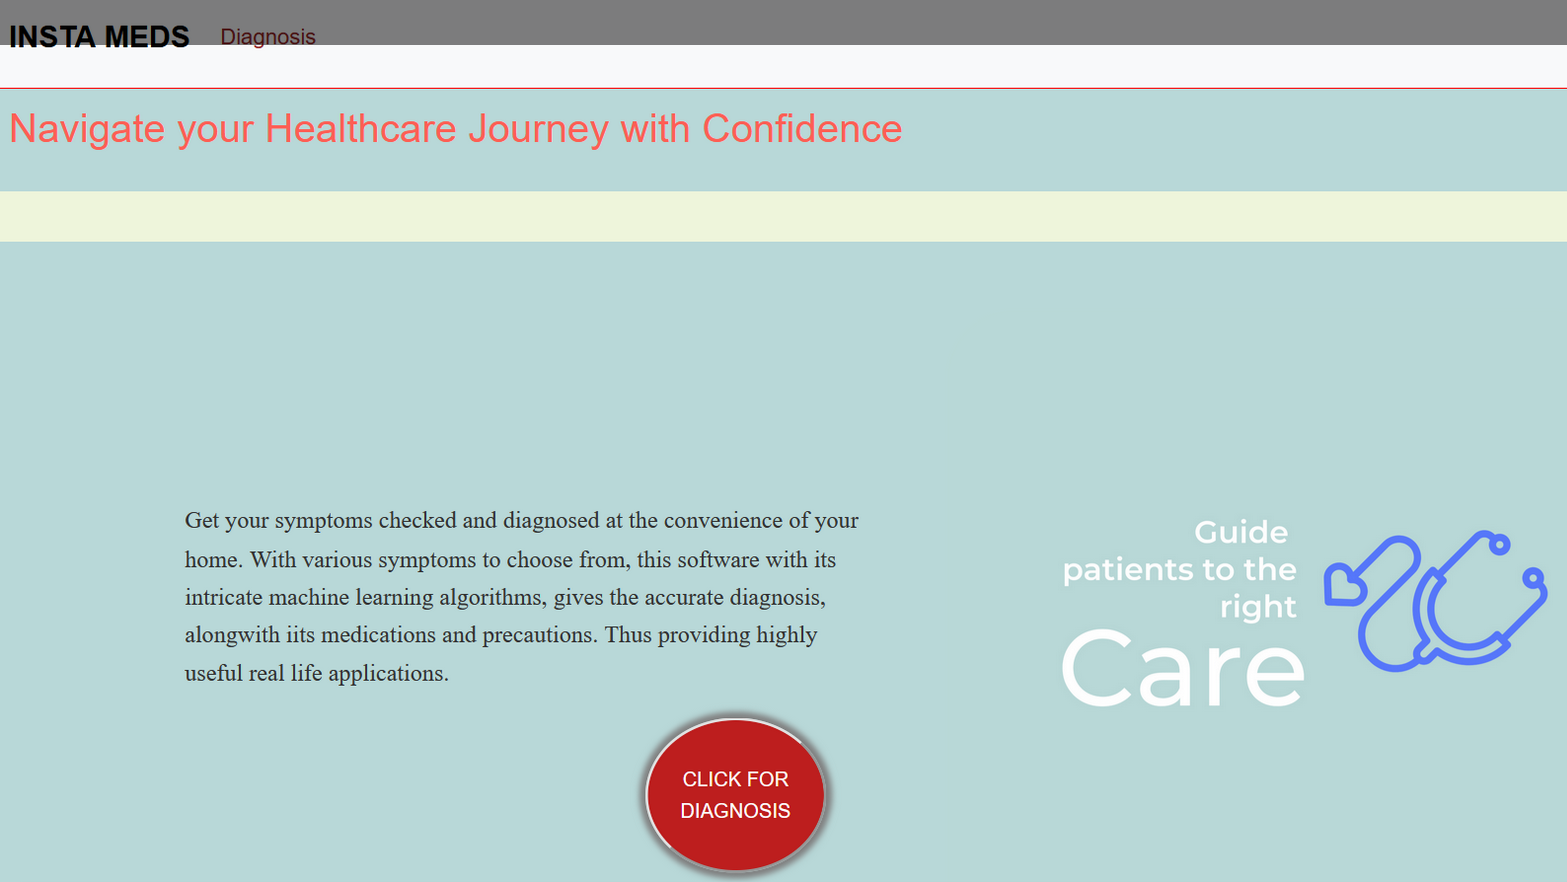 INSTA MEDS Diagnosis
Navigate your Healthcare Journey with Confidence
Get your symptoms checked and diagnosed at the convenience of your
home. With various symptoms to choose from, this software with its
intricate machine learning algorithms, gives the accurate diagnosis,
alongwith iits medications and precautions. Thus providing highly
useful real life applications.
CLICK FOR
DIAGNOSIS
Guide
patients to the
right
Care